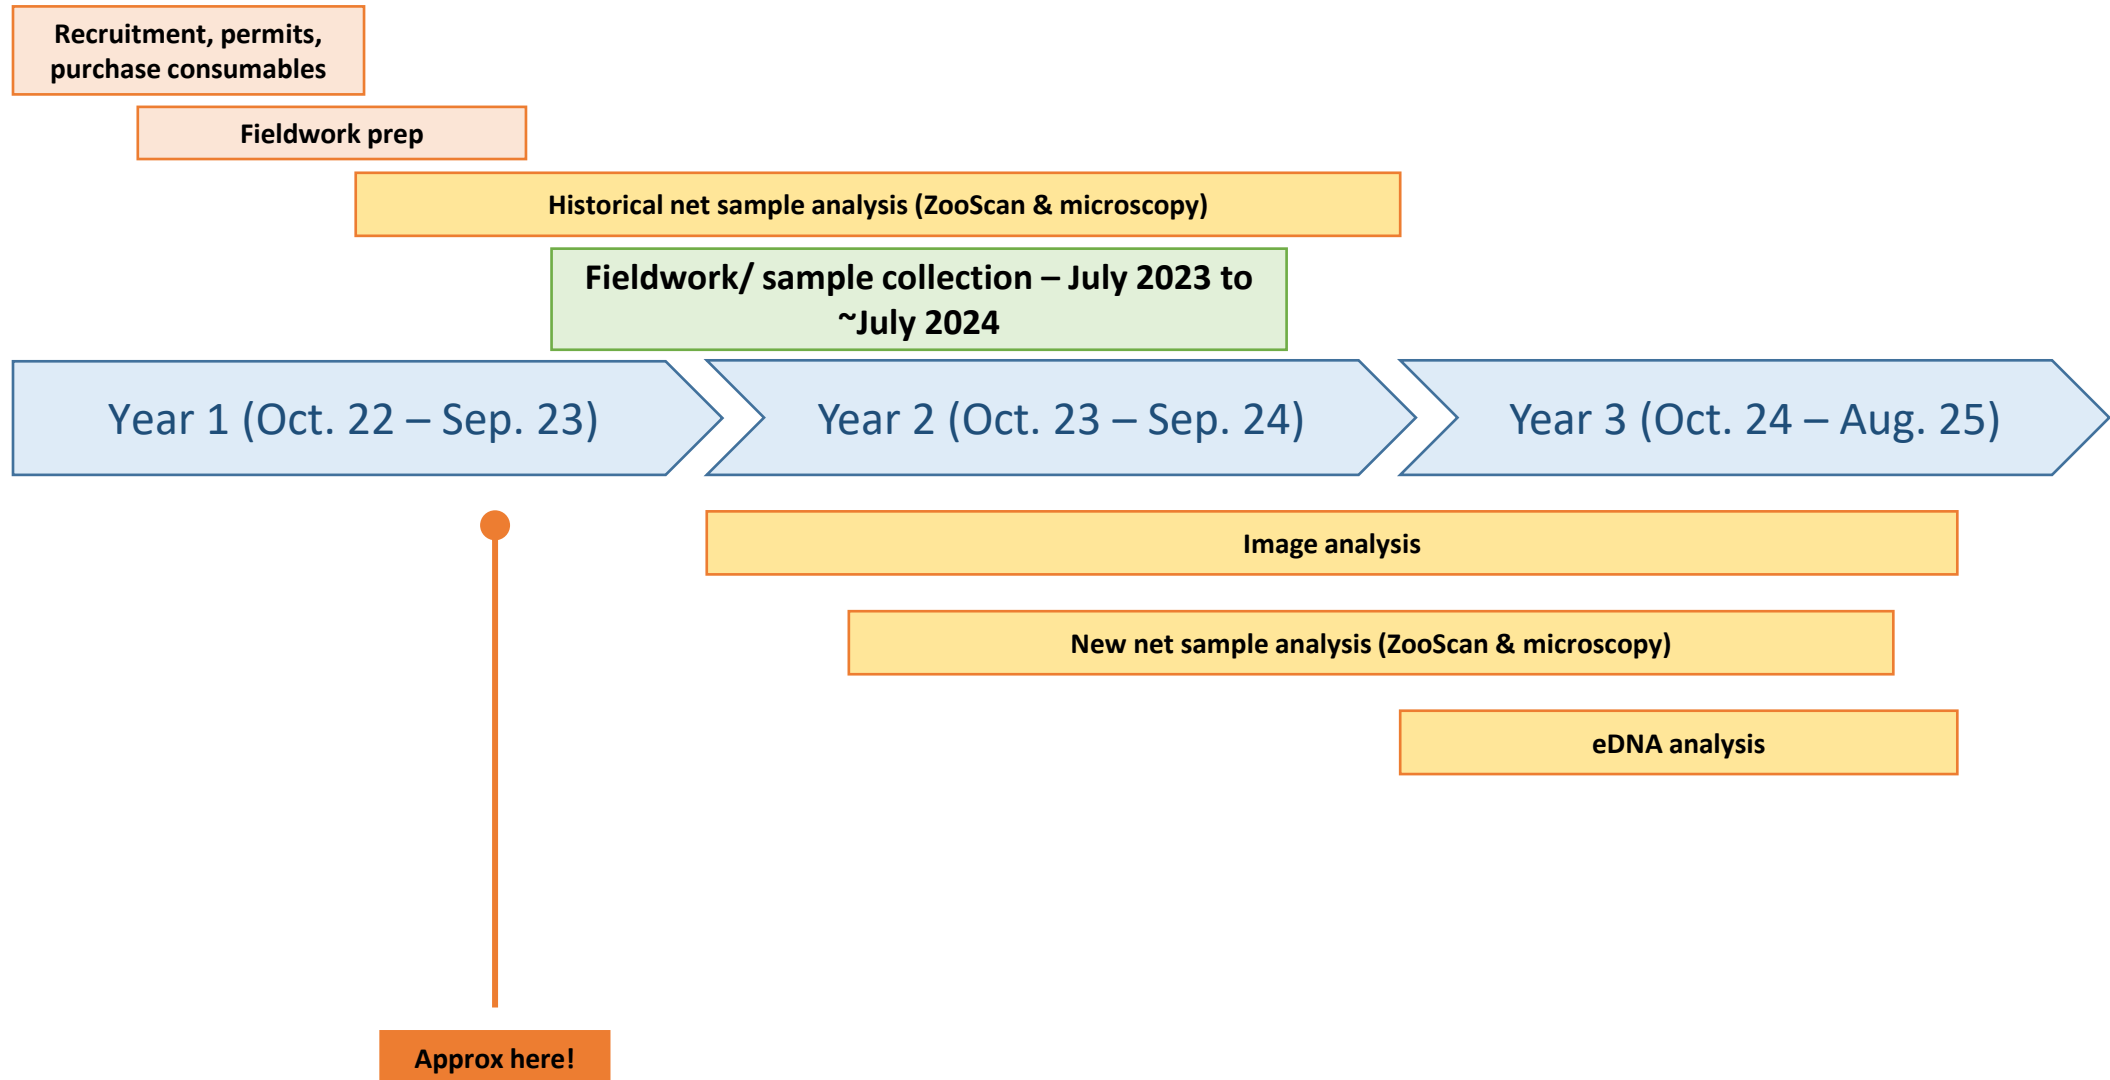 Recruitment, permits,
purchase consumables
Fieldwork prep
Historical net sample analysis (ZooScan & microscopy)
Fieldwork/ sample collection – July 2023 to
~July 2024
Year 1 (Oct. 22 – Sep. 23)
Year 2 (Oct. 23 – Sep. 24)
Year 3 (Oct. 24 – Aug. 25)
Image analysis
New net sample analysis (ZooScan & microscopy)
eDNA analysis
Approx here!